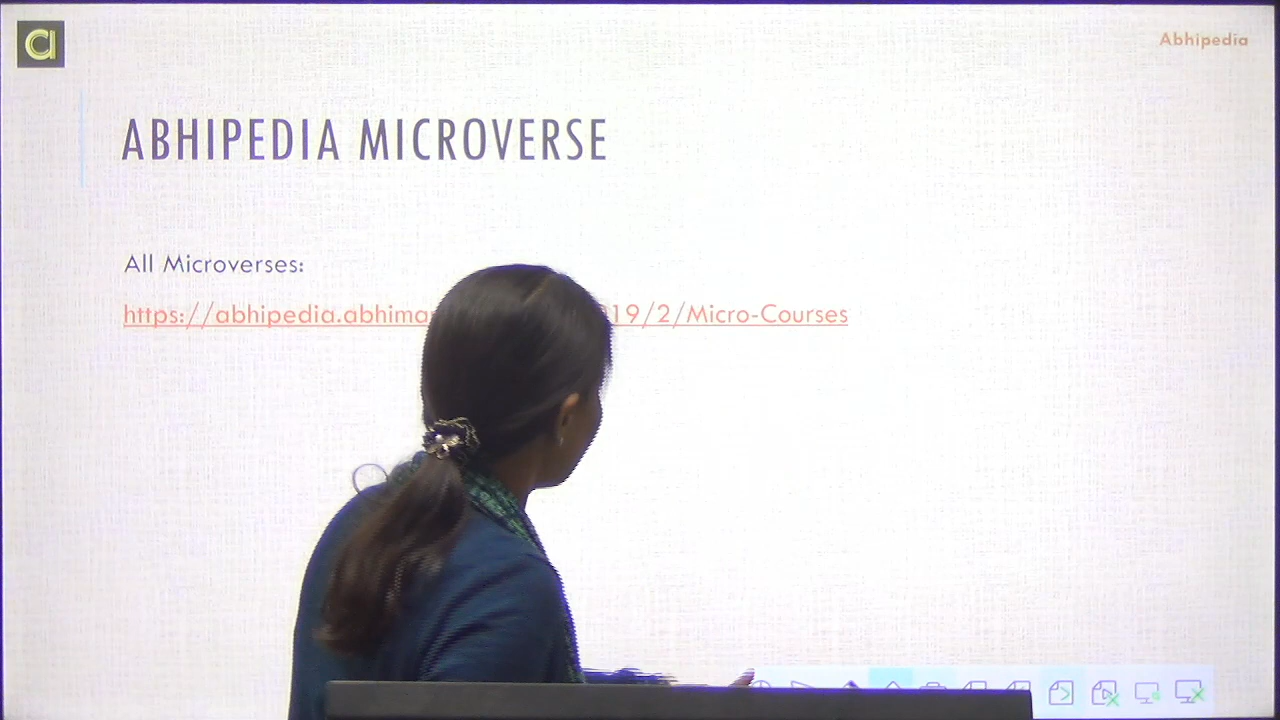 Abhipedia
ABHIPEDIA MICROVERSE
All Microverses:
https://abhipedia.abhima 19/2/Micro-Courses